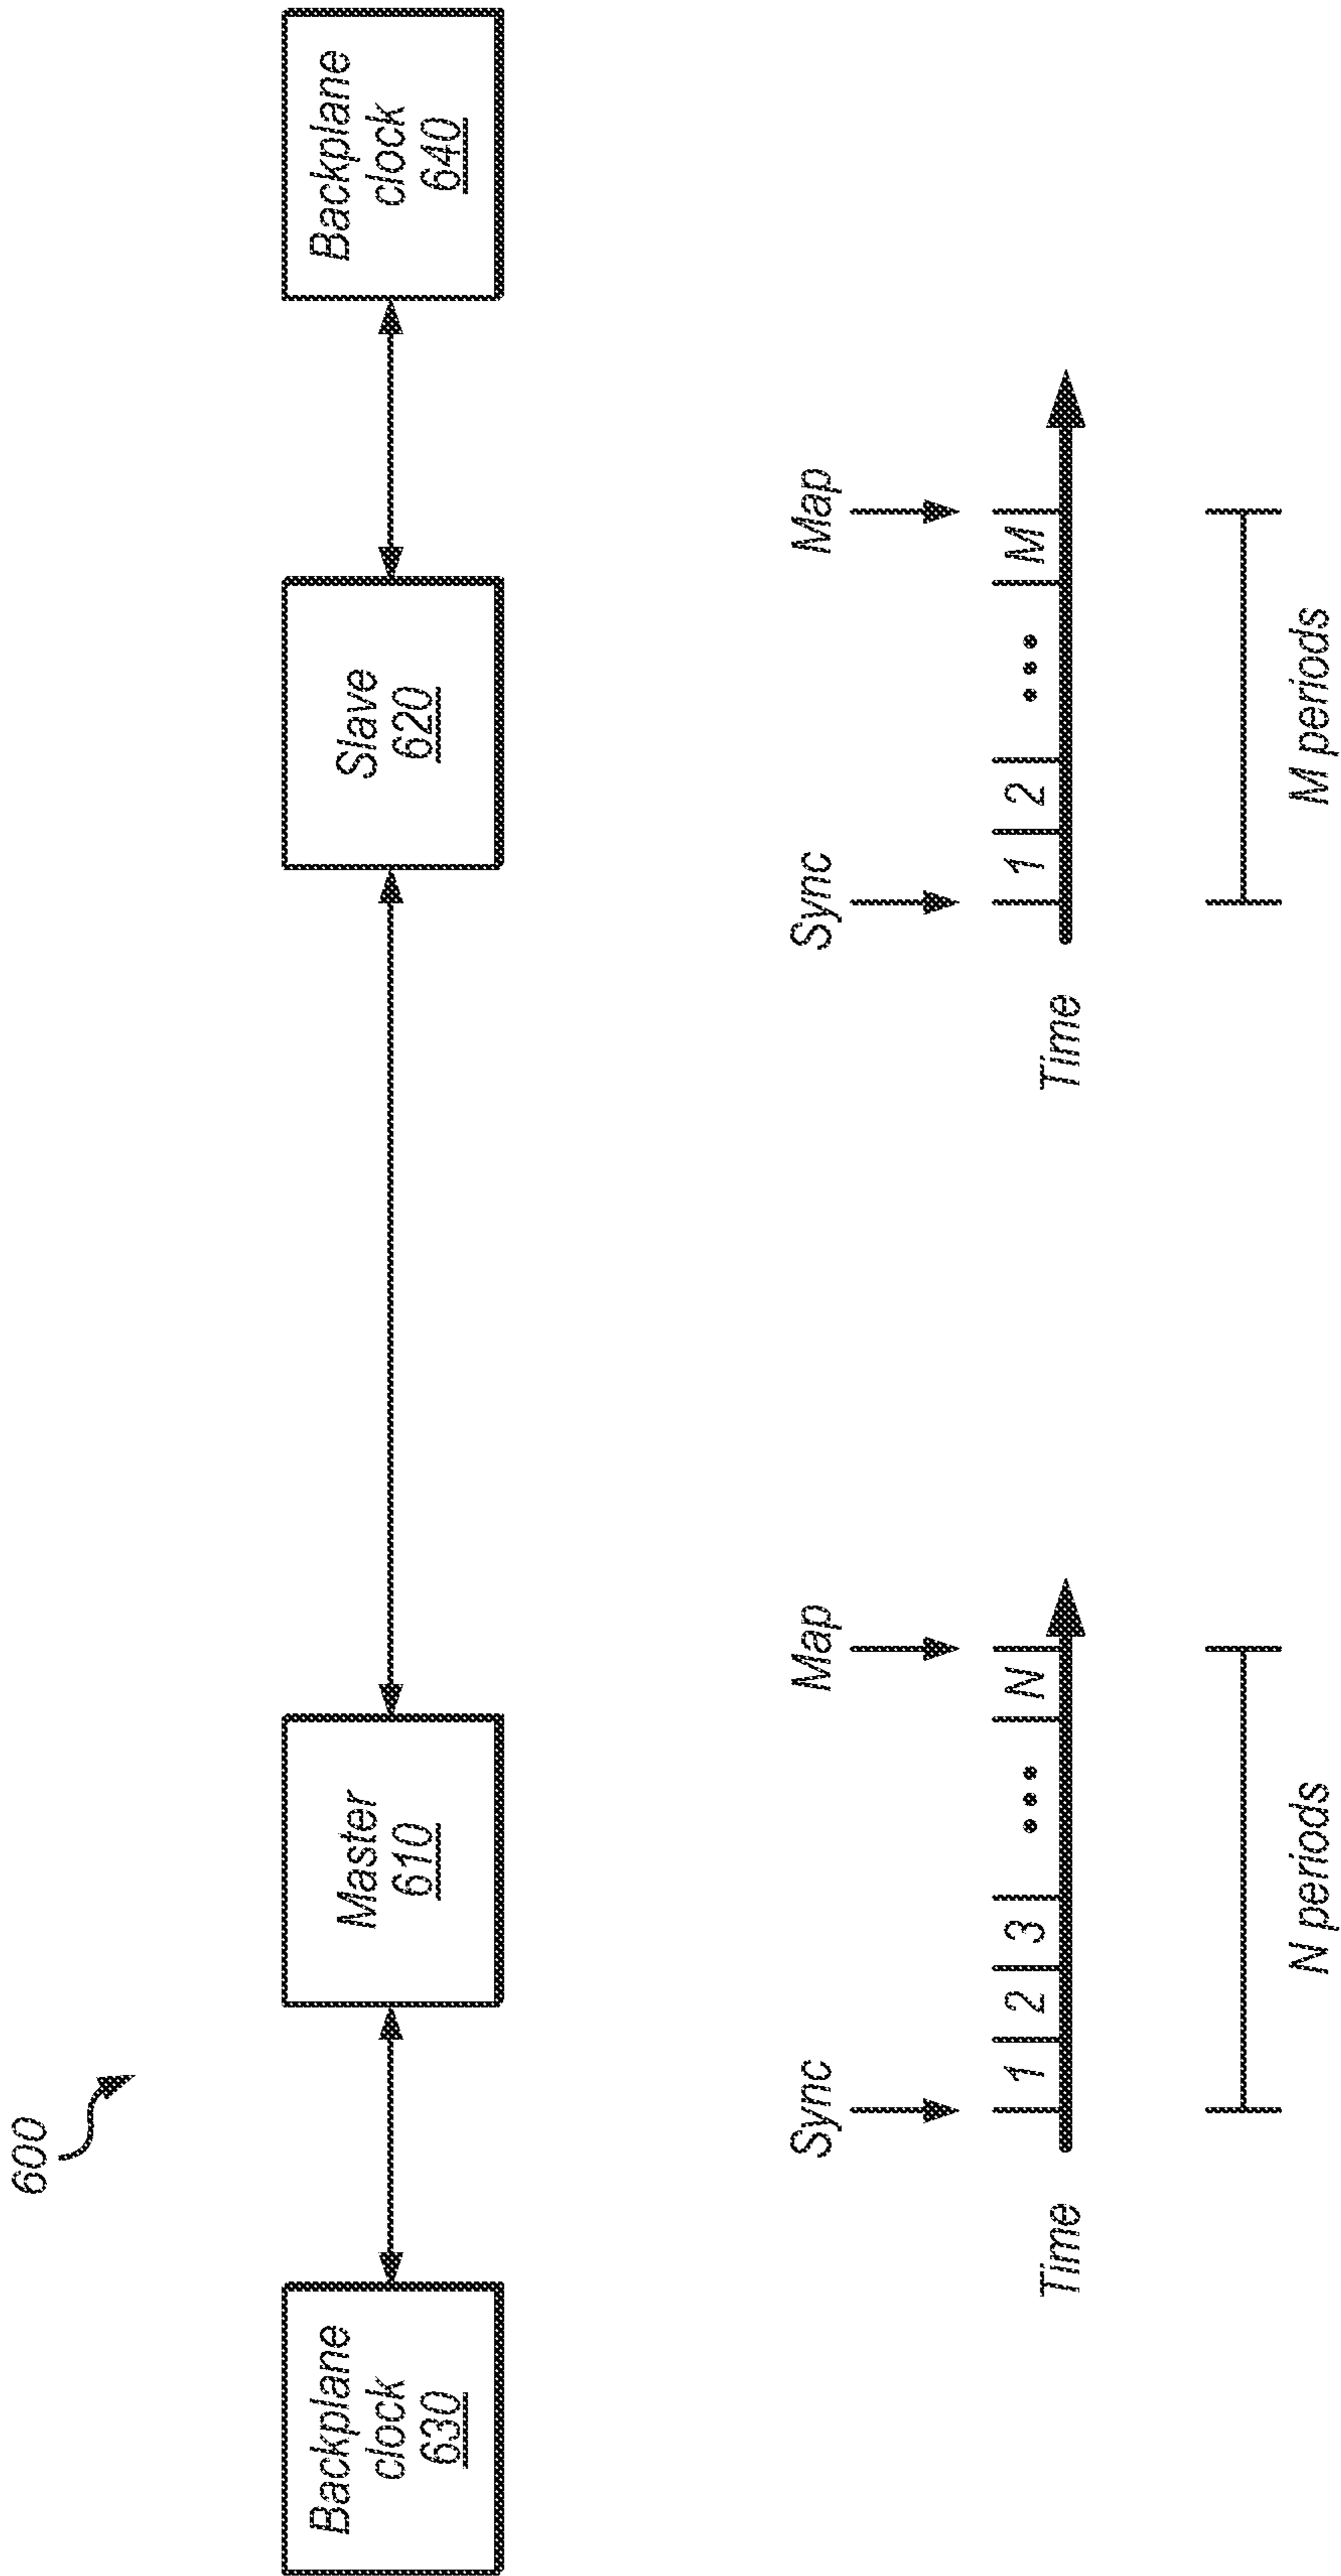 600
Backplane
clock
630
Master
610
Slave
620
Backplane
clock
640
Sync
Map
Time
1 2 3 ••• N
N periods
Sync
Map
Time
1 2 ••• M
M periods